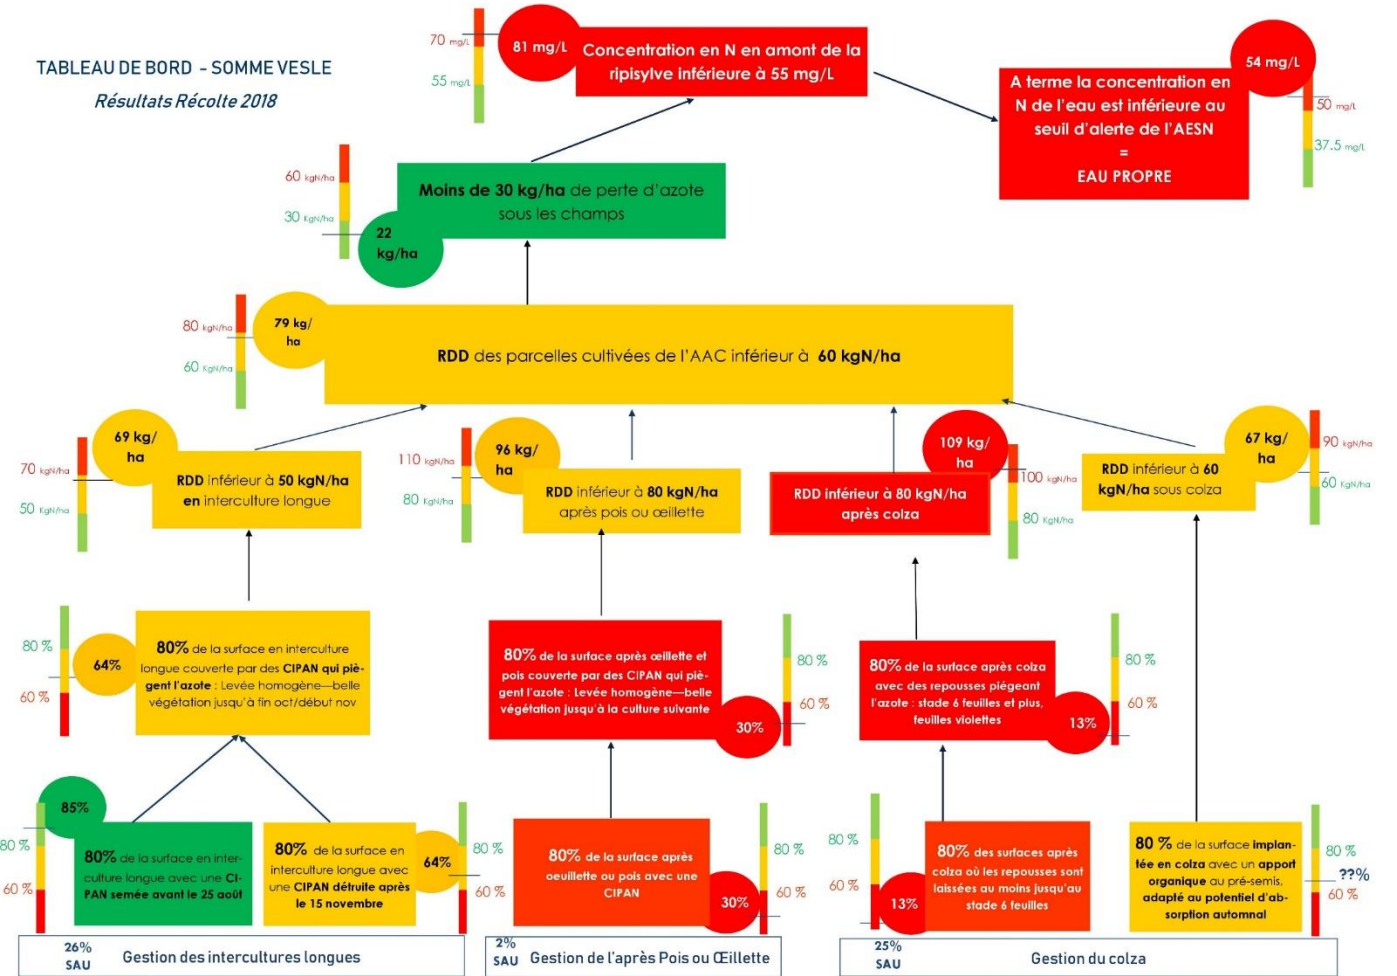 TABLEAU DE BORD - SOMME VESLE
Résultats Récolte 2018
70 mg/L
55 mg/L
81 mg/L
Concentration en N en amont de la
ripisylve inférieure à 55 mg/L
54 mg/L
50 mg/L
37.5 mg/L
A terme la concentration en
N de l'eau est inférieure au
seuil d'alerte de l'AESN
=
EAU PROPRE
60 kgN/ha
30 KgN/ha
22
kg/ha
Moins de 30 kg/ha de perte d'azote
sous les champs
80 kgN/ha
60 KgN/ha
79 kg/
ha
RDD des parcelles cultivées de l'AAC inférieur à 60 kgN/ha
70 kgN/ha
50 KgN/ha
69 kg/
ha
RDD inférieur à 50 kgN/ha
en interculture longue
110 kgN/ha
80 KgN/ha
96 kg/
ha
RDD inférieur à 80 kgN/ha
après pois ou œillette
109 kg/
ha
100 kgN/ha
80 KgN/ha
RDD inférieur à 80 kgN/ha
après colza
67 kg/
ha
90 kgN/ha
60 KgN/ha
RDD inférieur à 60
kgN/ha sous colza
80 %
60 %
64%
80% de la surface en interculture
longue couverte par des CIPAN qui piè-
gent l'azote : Levée homogène—belle
végétation jusqu'à fin oct/début nov
80% de la surface après œillette et
pois couverte par des CIPAN qui piè-
gent l'azote : Levée homogène—belle
végétation jusqu'à la culture suivante
80 %
60 %
30%
80% de la surface après colza
avec des repousses piégeant
l'azote : stade 6 feuilles et plus,
feuilles violettes
80 %
60 %
13%
80 %
60 %
85%
80% de la surface en inter-
culture longue avec une CI-
PAN semée avant le 25 août
80% de la surface en
interculture longue avec
une CIPAN détruite après
le 15 novembre
64%
80 %
60 %
80% de la surface après
oeuillette ou pois avec une
CIPAN
30%
80 %
60 %
80 %
60 %
13%
80% des surfaces après
colza où les repousses sont
laissées au moins jusqu'au
stade 6 feuilles
80 % de la surface implan-
tée en colza avec un apport
organique au pré-semis,
adapté au potentiel d'ab-
sorption automnal
80 %
??%
60 %
26%
SAU
Gestion des intercultures longues
2%
SAU
Gestion de l'après Pois ou Œillette
25%
SAU
Gestion du colza